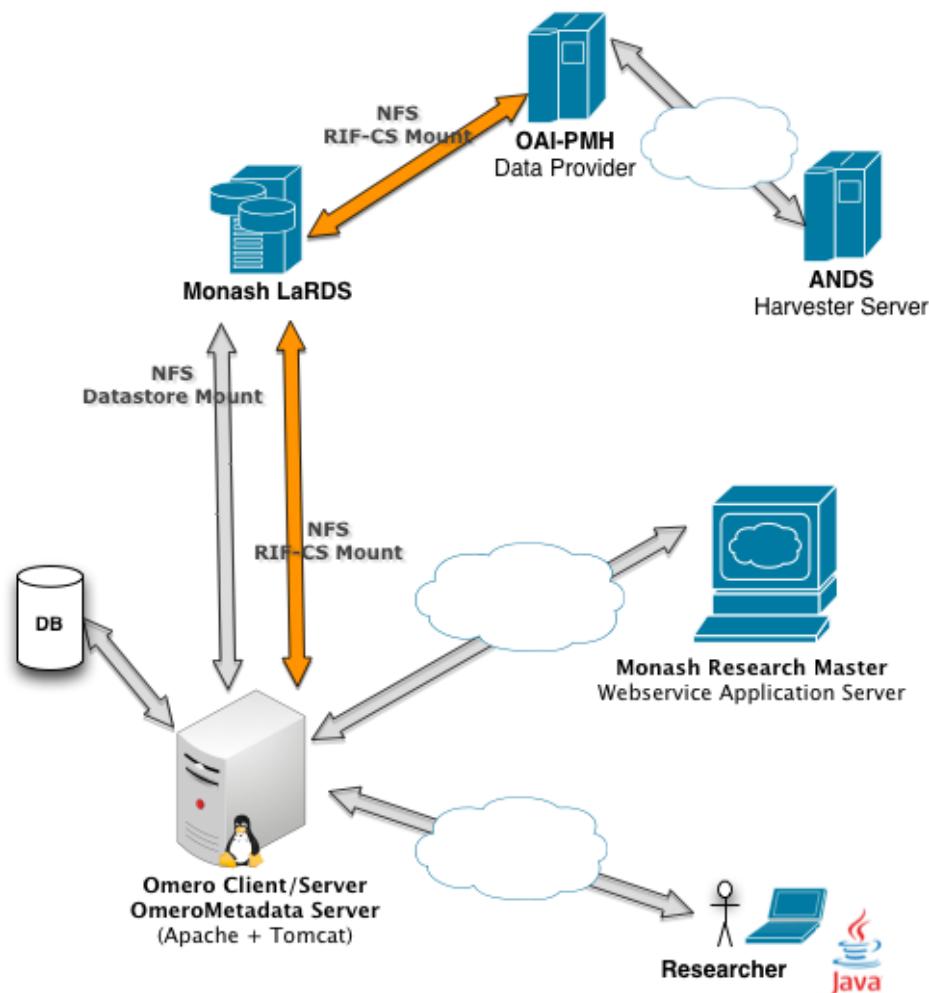 NFS
RIF-CS Mount
OAI-PMH
Data Provider
ANDS
Harvester Server
Monash LaRDS
NFS
Datastore Mount
NFS
RIF-CS Mount
DB
Monash Research Master
Webservice Application Server
Omero Client/Server
OmeroMetadata Server
(Apache + Tomcat)
Researcher
Java